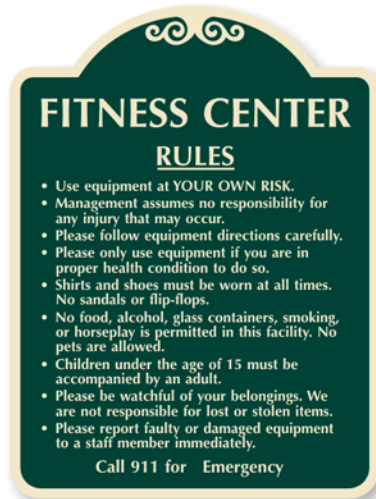 FITNESS CENTER
RULES
• Use equipment at YOUR OWN RISK.
• Management assumes no responsibility for
any injury that may occur.
• Please follow equipment directions carefully.
• Please only use equipment if you are in
proper health condition to do so.
• Shirts and shoes must be worn at all times.
No sandals or flip-flops.
• No food, alcohol, glass containers, smoking,
or horseplay is permitted in this facility. No
pets are allowed.
• Children under the age of 15 must be
accompanied by an adult.
• Please be watchful of your belongings. We
are not responsible for lost or stolen items.
• Please report faulty or damaged equipment
to a staff member immediately.
Call 911 for Emergency